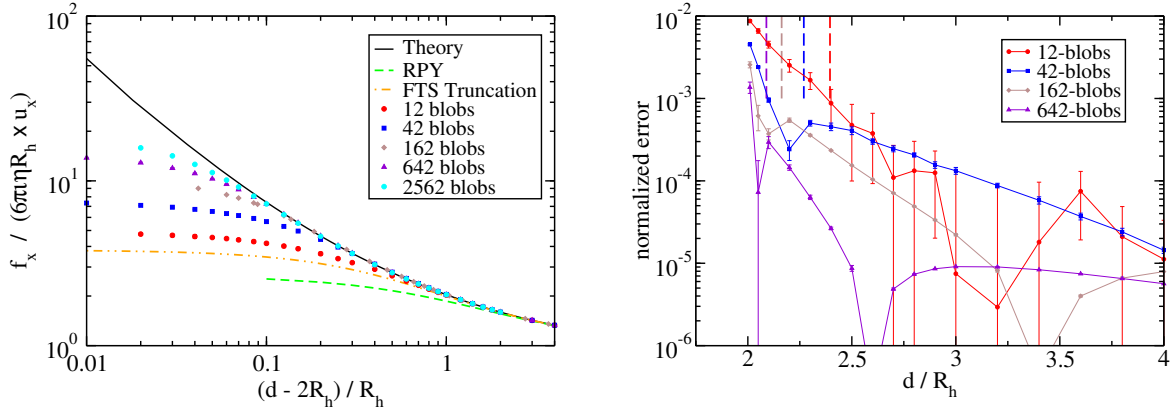 f_x / (6πιηR_h x u_x)
10^2
10^1
10^0
0.01
0.1
1
(d - 2R_h) / R_h
Theory
RPY
FTS Truncation
12 blobs
42 blobs
162 blobs
642 blobs
2562 blobs
normalized error
10^-2
10^-3
10^-4
10^-5
10^-6
2
2.5
3
3.5
4
d / R_h
12-blobs
42-blobs
162-blobs
642-blobs